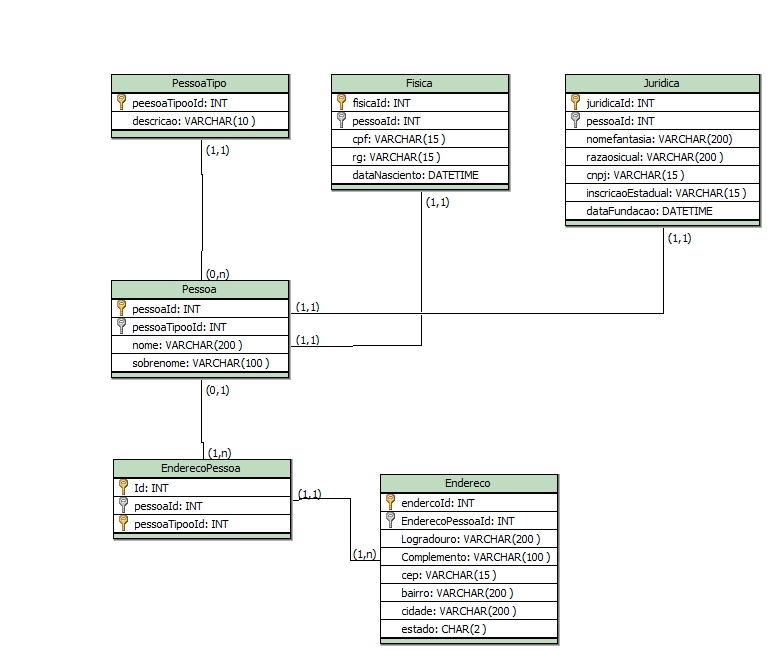 PessoaTipo
peesoaTipooId: INT
descricao: VARCHAR(10 )
(1,1)
Fisica
fisicaId: INT
pessoaId: INT
cpf: VARCHAR(15 )
rg: VARCHAR(15 )
dataNasciento: DATETIME
(1,1)
Juridica
juridicaId: INT
pessoaId: INT
nomefantasia: VARCHAR(200)
razaosicual: VARCHAR(200 )
cnpj: VARCHAR(15 )
inscricaoEstadual: VARCHAR(15 )
dataFundacao: DATETIME
(1,1)
(0,n)
Pessoa
pessoaId: INT
pessoaTipooId: INT
nome: VARCHAR(200 )
sobrenome: VARCHAR(100 )
(1,1)
(1,1)
(0,1)
(1,n)
EnderecoPessoa
Id: INT
pessoaId: INT
pessoaTipooId: INT
(1,1)
(1,n)
Endereco
endercoId: INT
EnderecoPessoaId: INT
Logradouro: VARCHAR(200 )
Complemento: VARCHAR(100 )
cep: VARCHAR(15 )
bairro: VARCHAR(200 )
cidade: VARCHAR(200 )
estado: CHAR(2 )